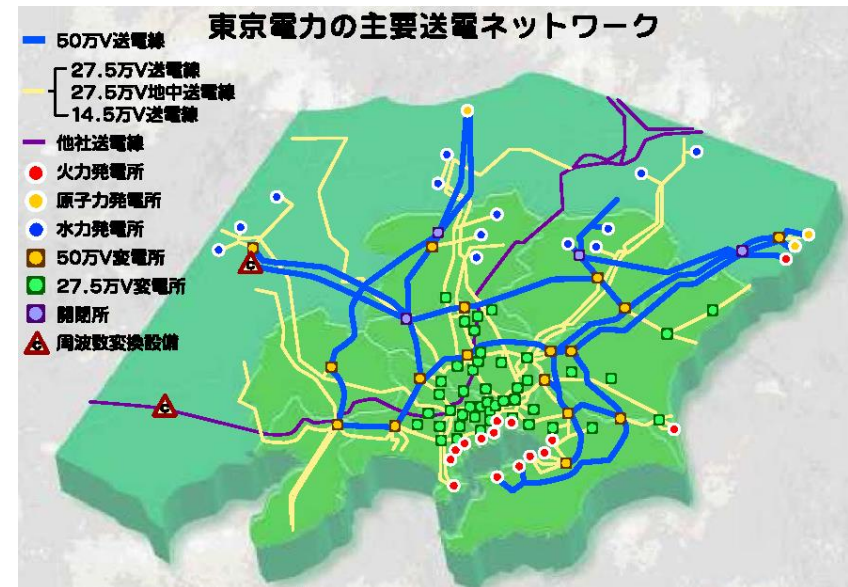 東京電力の主要送電ネットワーク
50万V送電線
27.5万V送電線
27.5万V地中送電線
14.5万V送電線
他社送電線
火力発電所
原子力発電所
水力発電所
50万V変電所
27.5万V変電所
開閉所
周波数変換設備